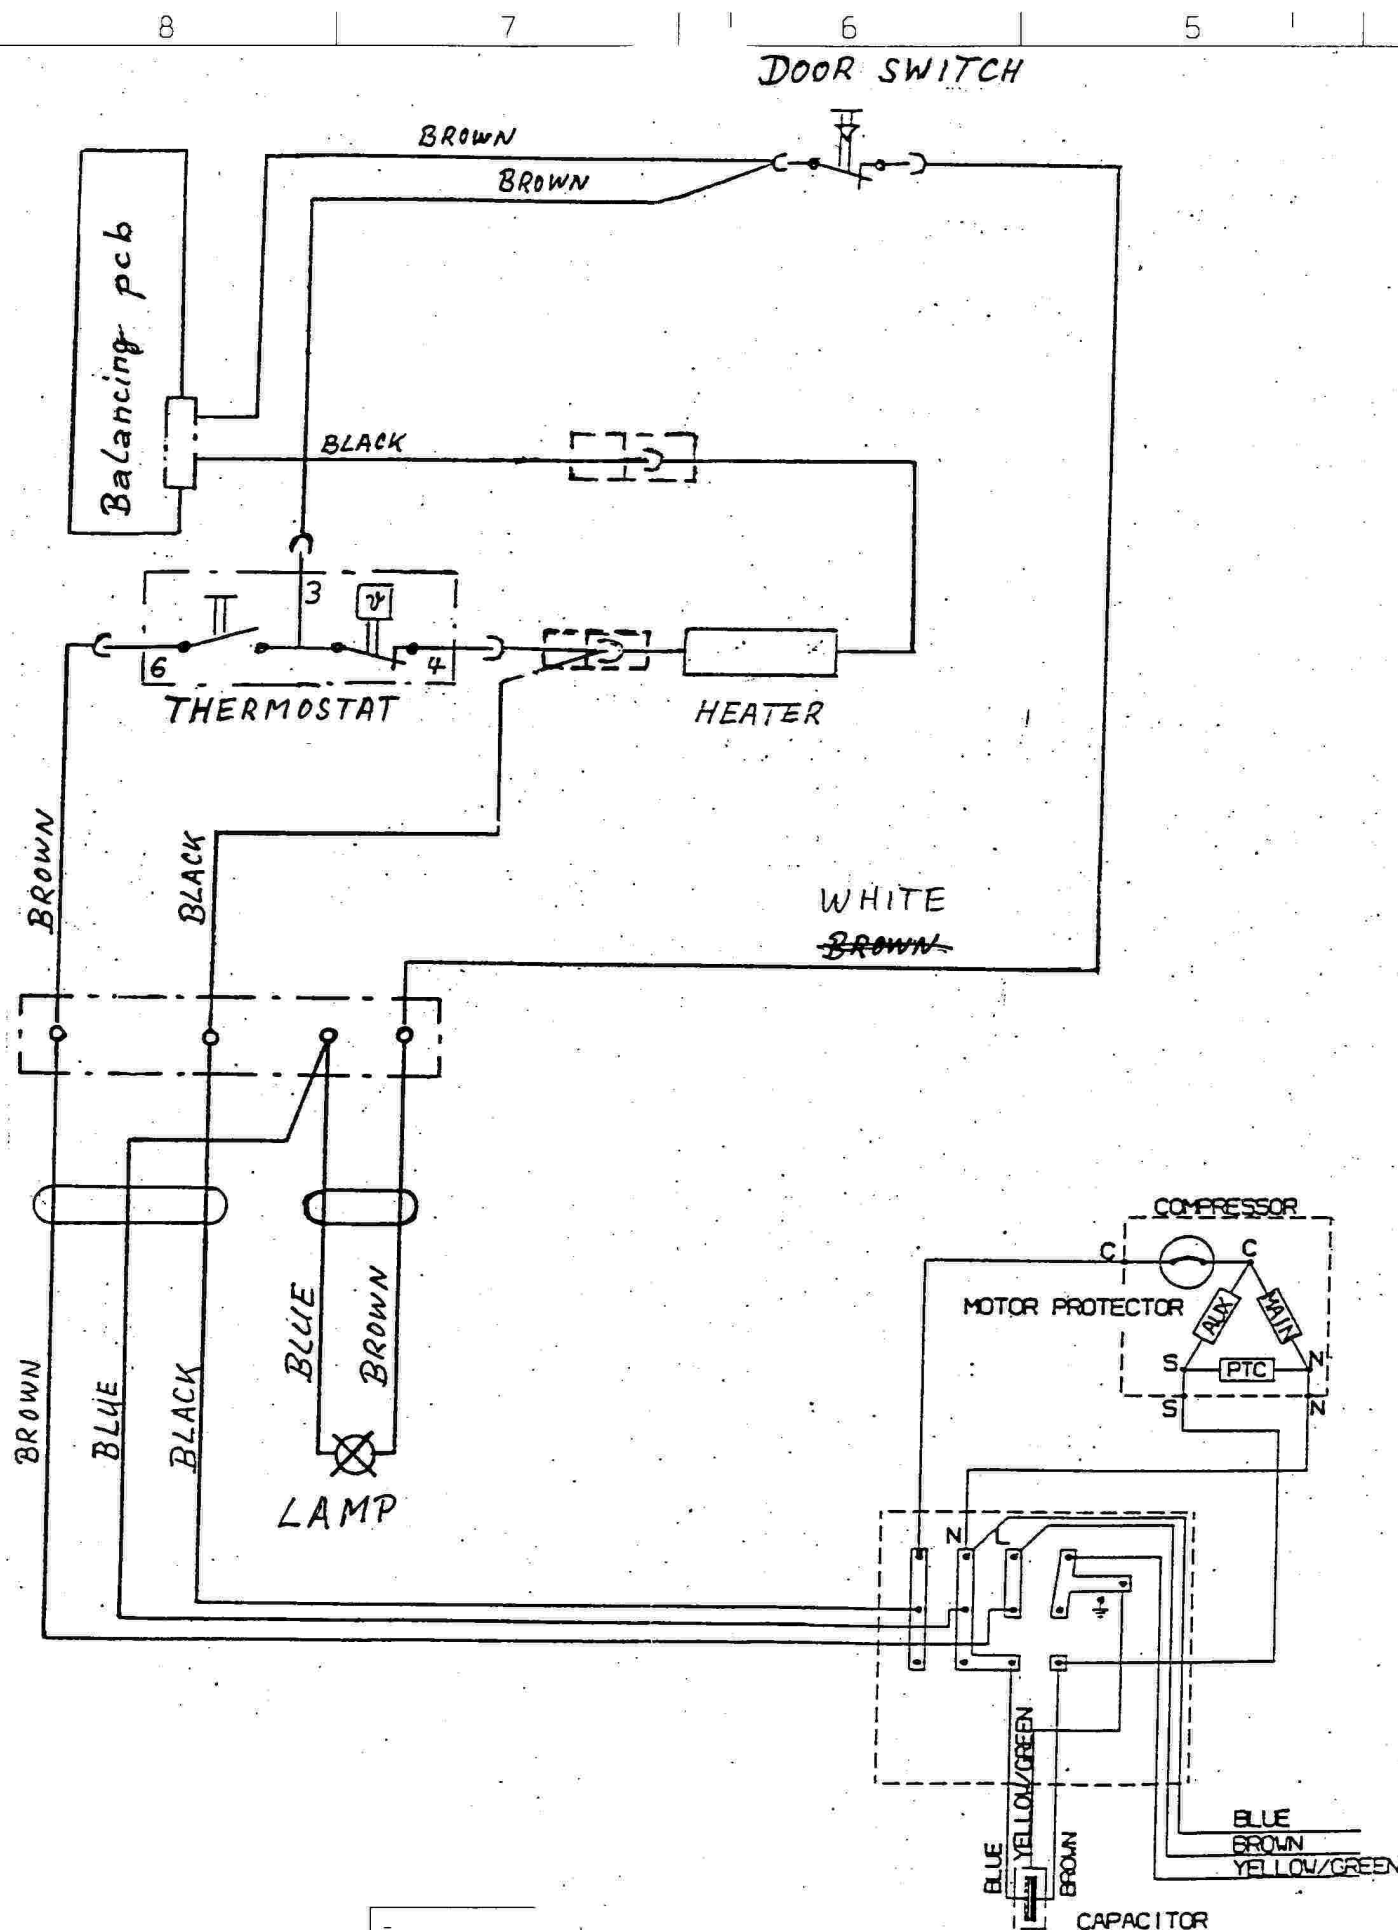 8 7 6 5
DOOR SWITCH
BROWN
BROWN
Balancing pcb
BLACK
3
6
4
THERMOSTAT
HEATER
BROWN
BLACK
WHITE
BROWN
BLUE
BROWN
BROWN
BLUE
BLACK
LAMP
COMPRESSOR
C
C
MOTOR PROTECTOR
AUX
MAIN
S
PTC
N
S
N
N
L
YELLOW/GREEN
BLUE
BROWN
BLUE
BROWN
YELLOW/GREEN
CAPACITOR